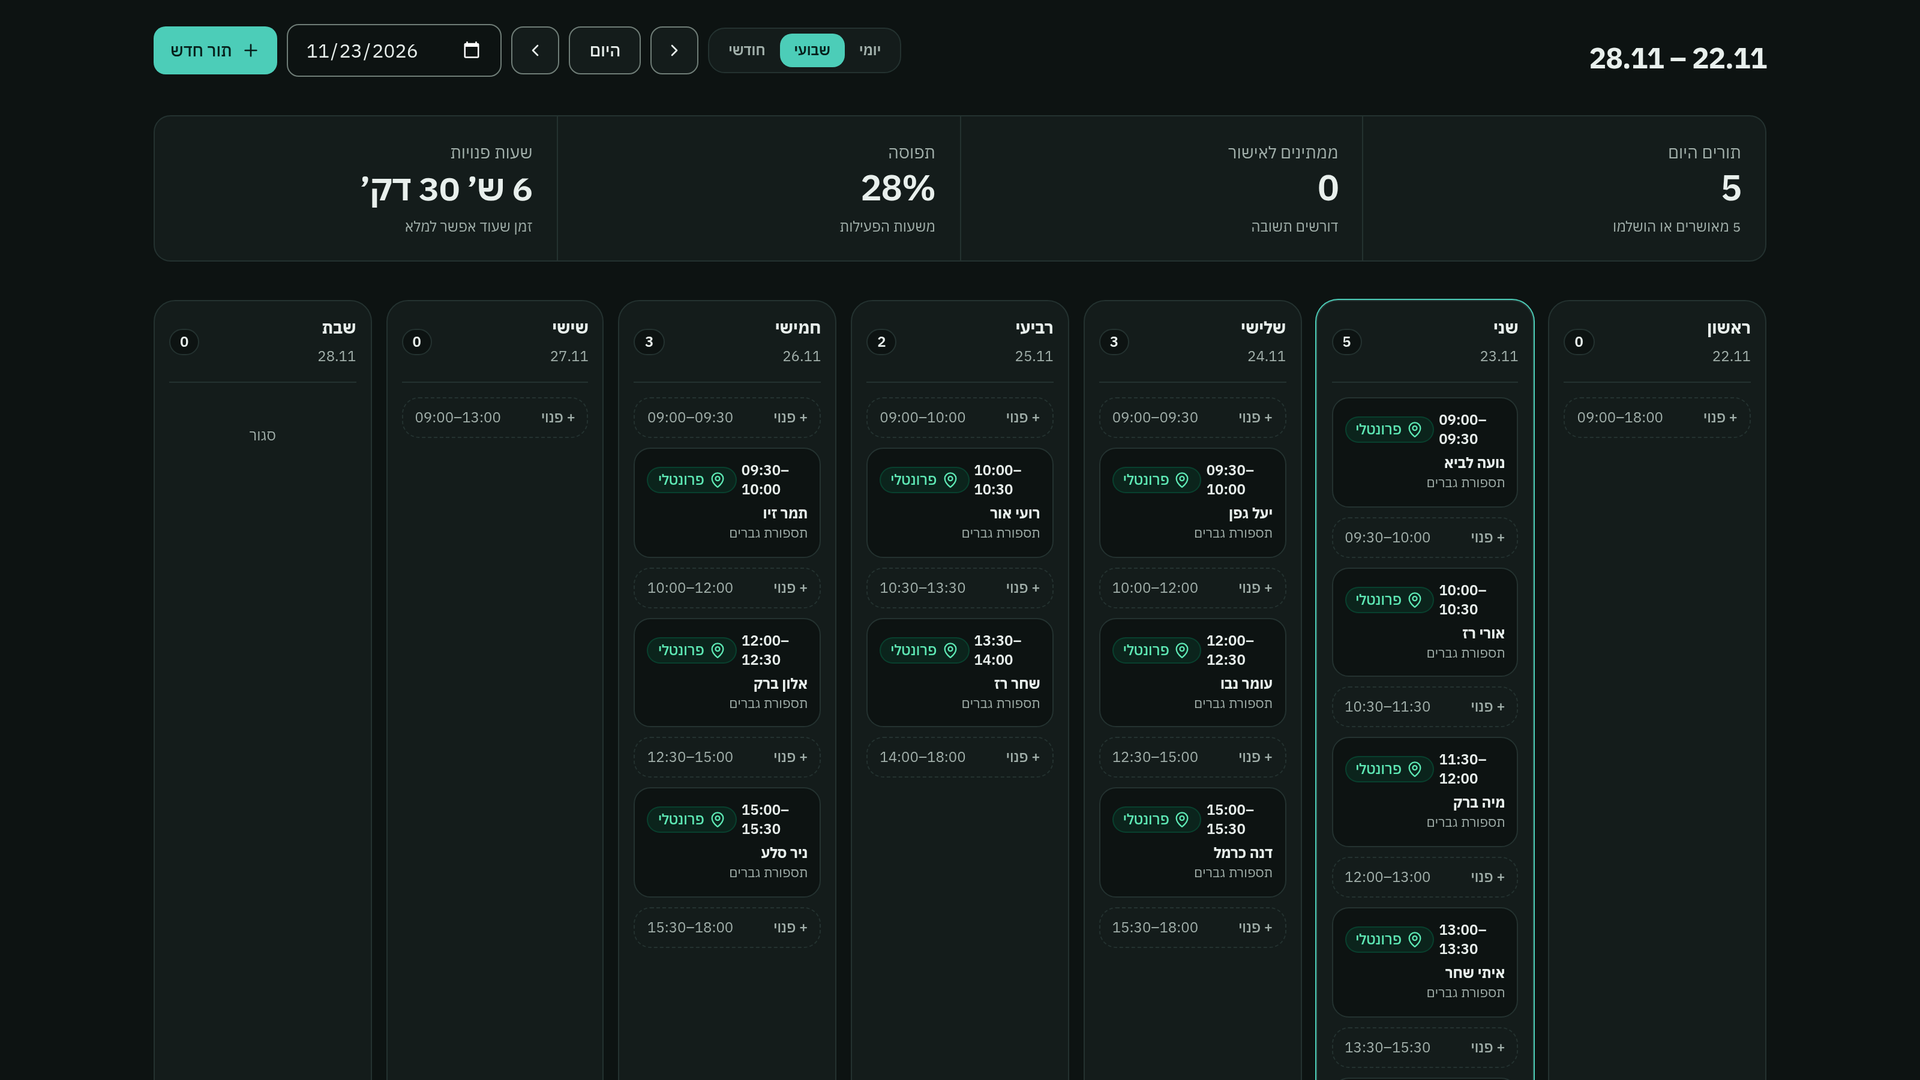 22.11 – 28.11
יומי
שבועי
חודשי
היום
11/23/2026
תור חדש
תורים היום
5
5 מאושרים או הושלמו
ממתינים לאישור
0
דורשים תשובה
תפוסה
28%
משעות הפעילות
שעות פנויות
6 ש׳ 30 דק׳
זמן שעוד אפשר למלא
ראשון
22.11
0
+ פנוי 09:00–18:00
שני
23.11
5
09:00–
09:30
פרונטלי
נועה לביא
תספורת גברים
+ פנוי 09:30–10:00
10:00–
10:30
פרונטלי
אורי רז
תספורת גברים
+ פנוי 10:30–11:30
11:30–
12:00
פרונטלי
מיה ברק
תספורת גברים
+ פנוי 12:00–13:00
13:00–
13:30
פרונטלי
איתי שחר
תספורת גברים
+ פנוי 13:30–15:30
שלישי
24.11
3
+ פנוי 09:00–09:30
09:30–
10:00
פרונטלי
יעל גפן
תספורת גברים
+ פנוי 10:00–12:00
12:00–
12:30
פרונטלי
עומר נבו
תספורת גברים
+ פנוי 12:30–15:00
15:00–
15:30
פרונטלי
דנה כרמל
תספורת גברים
+ פנוי 15:30–18:00
רביעי
25.11
2
+ פנוי 09:00–10:00
10:00–
10:30
פרונטלי
רועי אור
תספורת גברים
+ פנוי 10:30–13:30
13:30–
14:00
פרונטלי
שחר רז
תספורת גברים
+ פנוי 14:00–18:00
חמישי
26.11
3
+ פנוי 09:00–09:30
09:30–
10:00
פרונטלי
תמר זיו
תספורת גברים
+ פנוי 10:00–12:00
12:00–
12:30
פרונטלי
אלון ברק
תספורת גברים
+ פנוי 12:30–15:00
15:00–
15:30
פרונטלי
ניר סלע
תספורת גברים
+ פנוי 15:30–18:00
שישי
27.11
0
+ פנוי 09:00–13:00
שבת
28.11
0
סגור